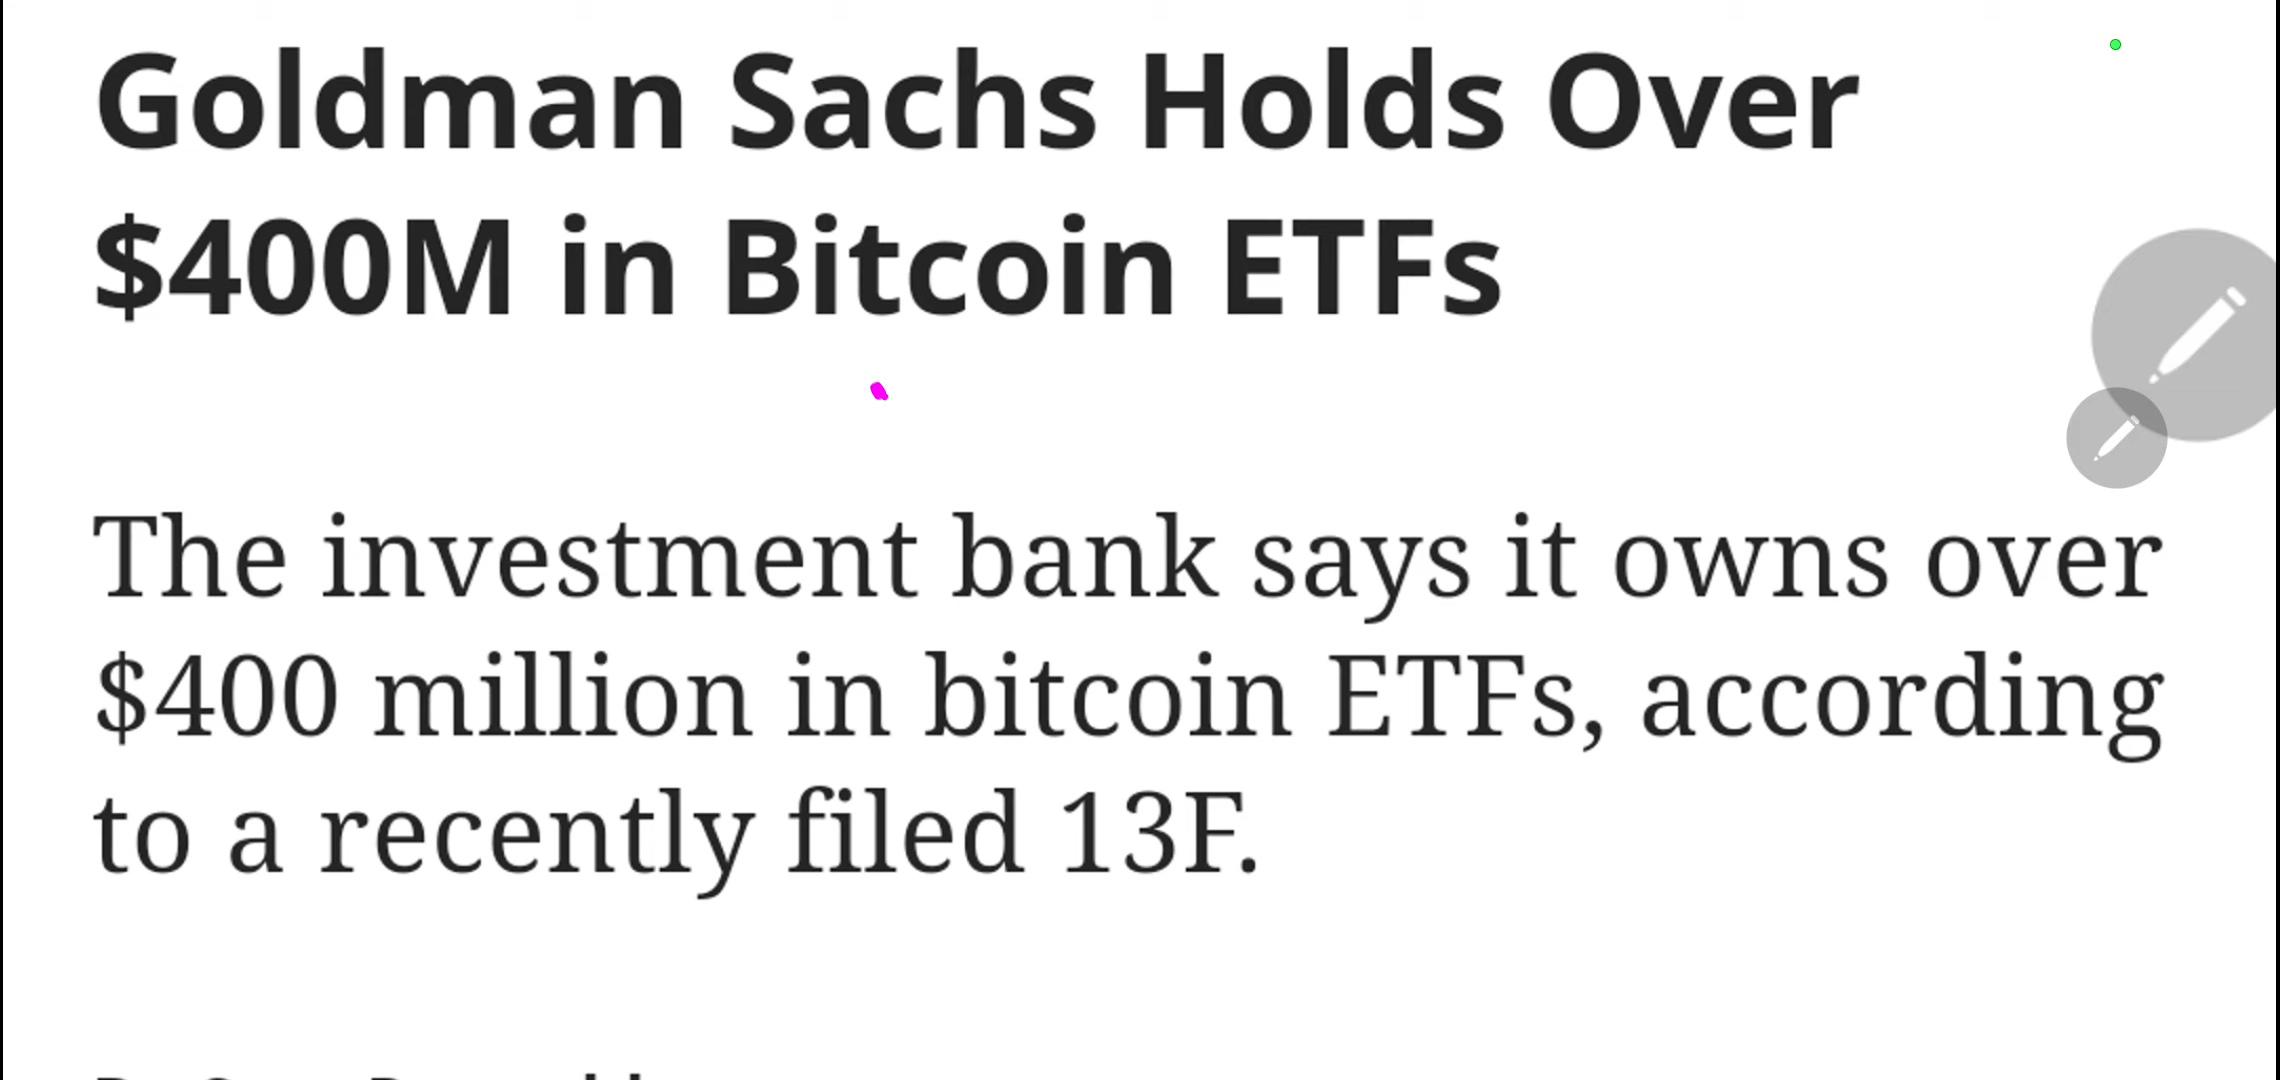 Goldman Sachs Holds Over
$400M in Bitcoin ETFs
The investment bank says it owns over
$400 million in bitcoin ETFs, according
to a recently filed 13F.